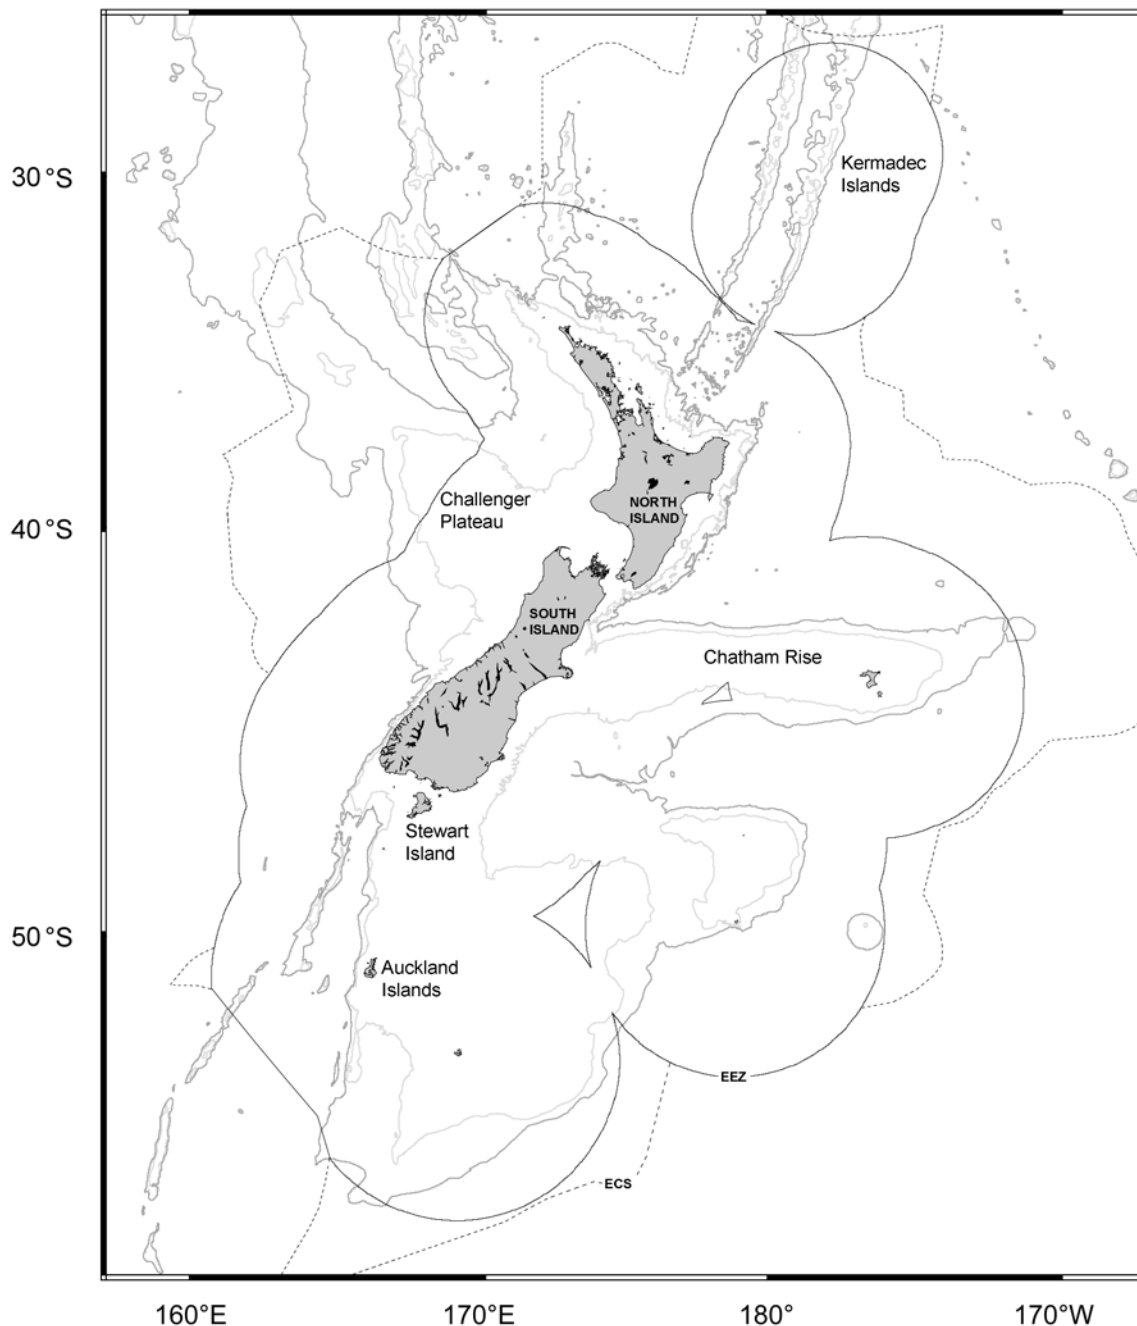 30°S
Kermadec
Islands
Challenger
Plateau
NORTH
ISLAND
40°S
SOUTH
ISLAND
Chatham Rise
Stewart
Island
50°S
Auckland
Islands
EEZ
ECS
160°E
170°E
180°
170°W